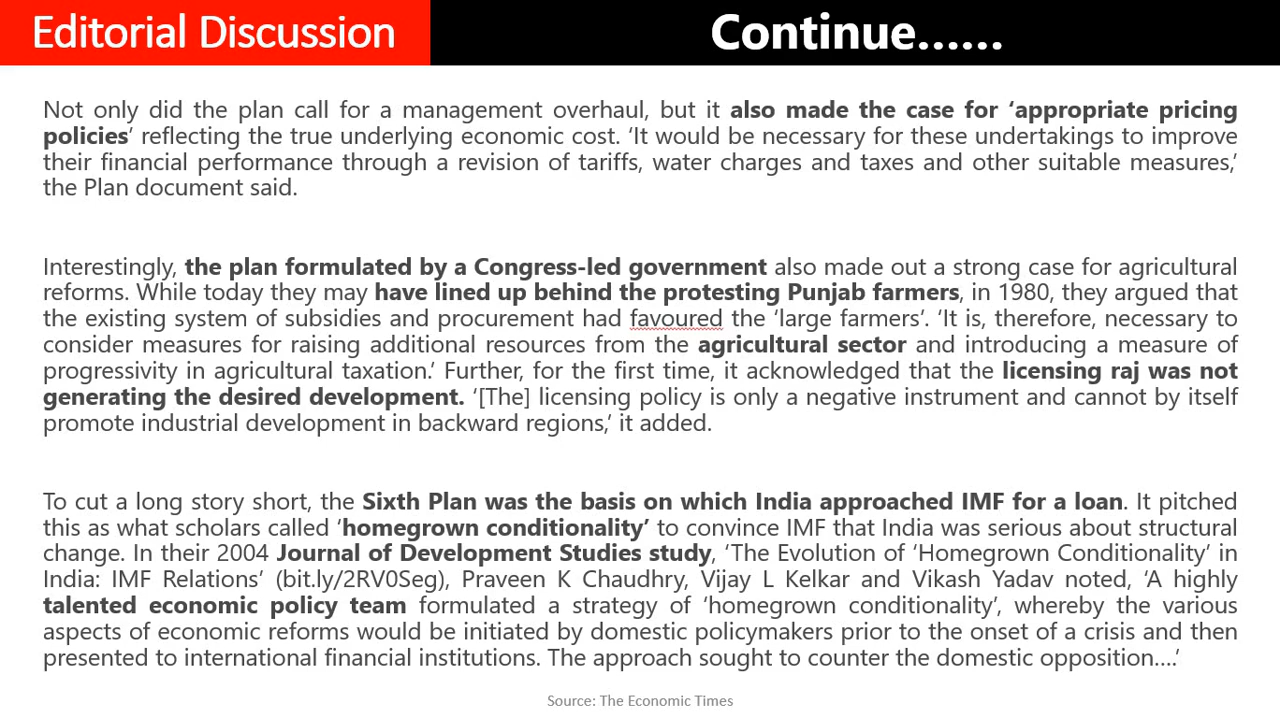 Editorial Discussion
Continue......
Not only did the plan call for a management overhaul, but it also made the case for ‘appropriate pricing
policies’ reflecting the true underlying economic cost. ‘It would be necessary for these undertakings to improve
their financial performance through a revision of tariffs, water charges and taxes and other suitable measures,’
the Plan document said.
Interestingly, the plan formulated by a Congress-led government also made out a strong case for agricultural
reforms. While today they may have lined up behind the protesting Punjab farmers, in 1980, they argued that
the existing system of subsidies and procurement had favoured the ‘large farmers’. ‘It is, therefore, necessary to
consider measures for raising additional resources from the agricultural sector and introducing a measure of
progressivity in agricultural taxation.’ Further, for the first time, it acknowledged that the licensing raj was not
generating the desired development. ‘[The] licensing policy is only a negative instrument and cannot by itself
promote industrial development in backward regions,’ it added.
To cut a long story short, the Sixth Plan was the basis on which India approached IMF for a loan. It pitched
this as what scholars called ‘homegrown conditionality’ to convince IMF that India was serious about structural
change. In their 2004 Journal of Development Studies study, ‘The Evolution of ‘Homegrown Conditionality’ in
India: IMF Relations’ (bit.ly/2RV0Seg), Praveen K Chaudhry, Vijay L Kelkar and Vikash Yadav noted, ‘A highly
talented economic policy team formulated a strategy of ‘homegrown conditionality’, whereby the various
aspects of economic reforms would be initiated by domestic policymakers prior to the onset of a crisis and then
presented to international financial institutions. The approach sought to counter the domestic opposition....’
Source: The Economic Times